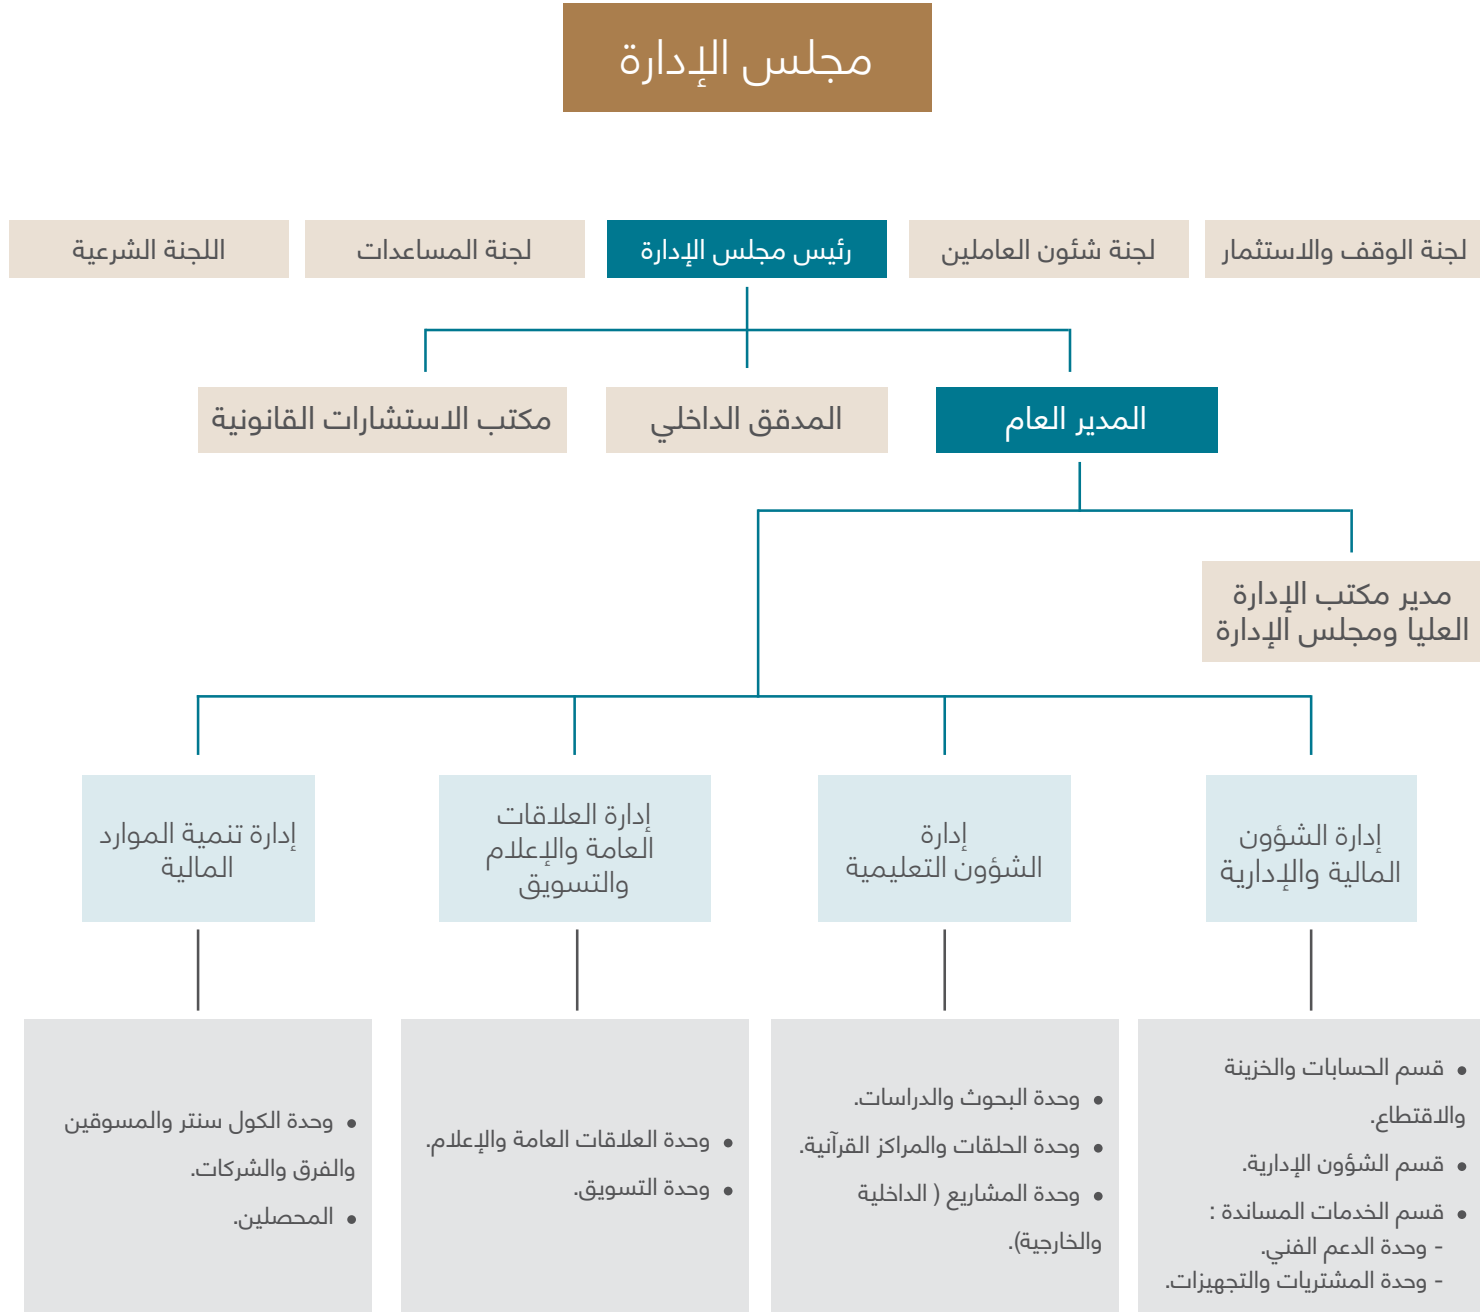 مجلس الإدارة
لجنة الوقف والاستثمار
لجنة شئون العاملين
رئيس مجلس الإدارة
لجنة المساعدات
اللجنة الشرعية
المدير العام
المدقق الداخلي
مكتب الاستشارات القانونية
مدير مكتب الإدارة
العليا ومجلس الإدارة
إدارة الشؤون
المالية والإدارية
إدارة
الشؤون التعليمية
إدارة العلاقات
العامة والإعلام
والتسويق
إدارة تنمية الموارد
المالية
• قسم الحسابات والخزينة
والاقتطاع.
• قسم الشؤون الإدارية.
• قسم الخدمات المساندة :
- وحدة الدعم الفني.
- وحدة المشتريات والتجهيزات.
• وحدة البحوث والدراسات.
• وحدة الحلقات والمراكز القرآنية.
• وحدة المشاريع ( الداخلية
والخارجية).
• وحدة العلاقات العامة والإعلام.
• وحدة التسويق.
• وحدة الكول سنتر والمسوقين
والفرق والشركات.
• المحصلين.